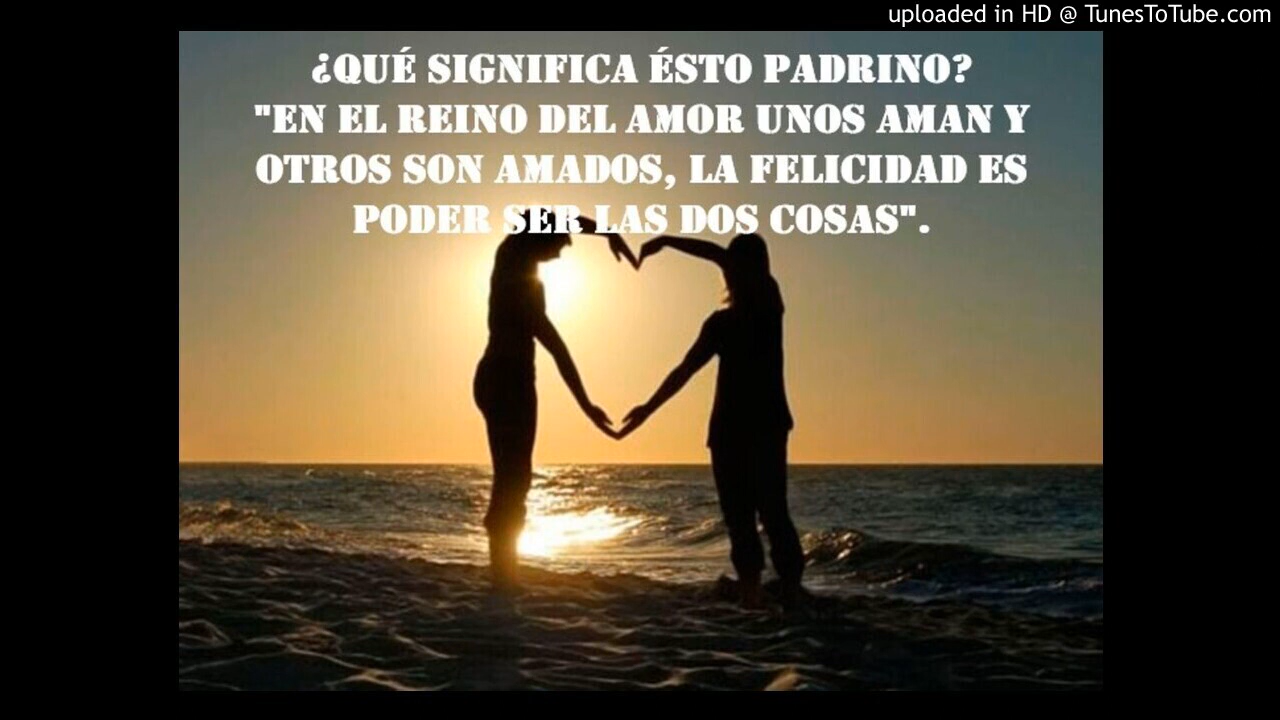 uploaded in HD @ TunesToTube.com
¿QUÉ SIGNIFICA ÉSTO PADRINO?
"EN EL REINO DEL AMOR UNOS AMAN Y
OTROS SON AMADOS, LA FELICIDAD ES
PODER SER LAS DOS COSAS".